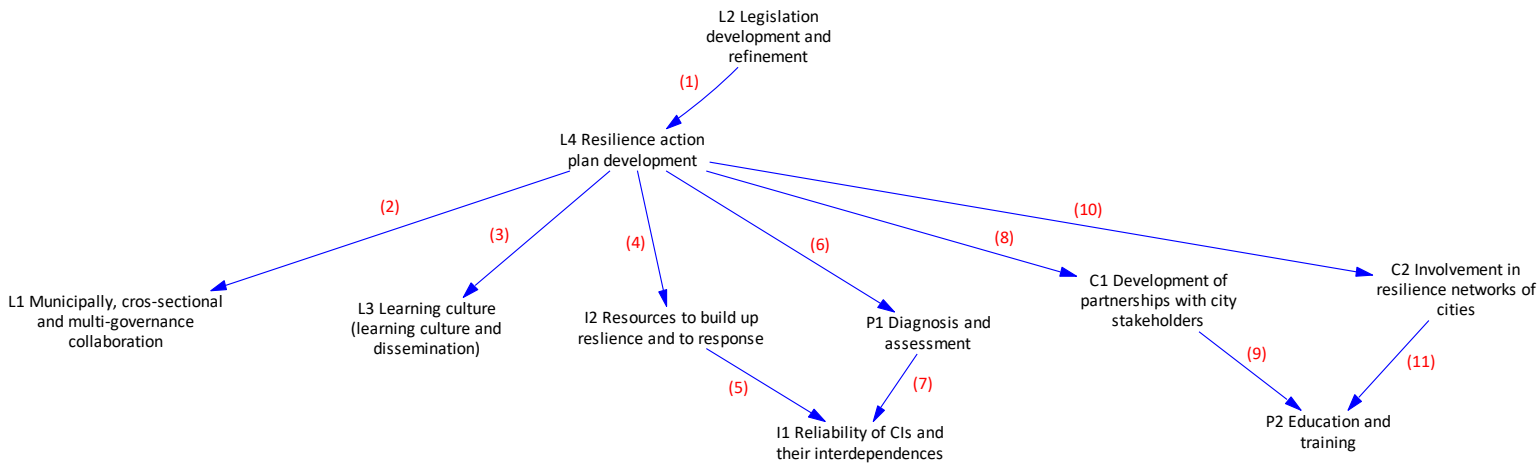 L2 Legislation
development and
refinement
(1)
L4 Resilience action
plan development
(2)
(3)
(4)
(6)
(8)
(10)
L1 Municipally, cros-sectional
and multi-governance
collaboration
L3 Learning culture
(learning culture and
dissemination)
I2 Resources to build up
reslience and to response
P1 Diagnosis and
assessment
C1 Development of
partnerships with city
stakeholders
C2 Involvement in
resilience networks of
cities
(5)
(7)
(9)
(11)
I1 Reliability of CIs and
their interdependences
P2 Education and
training